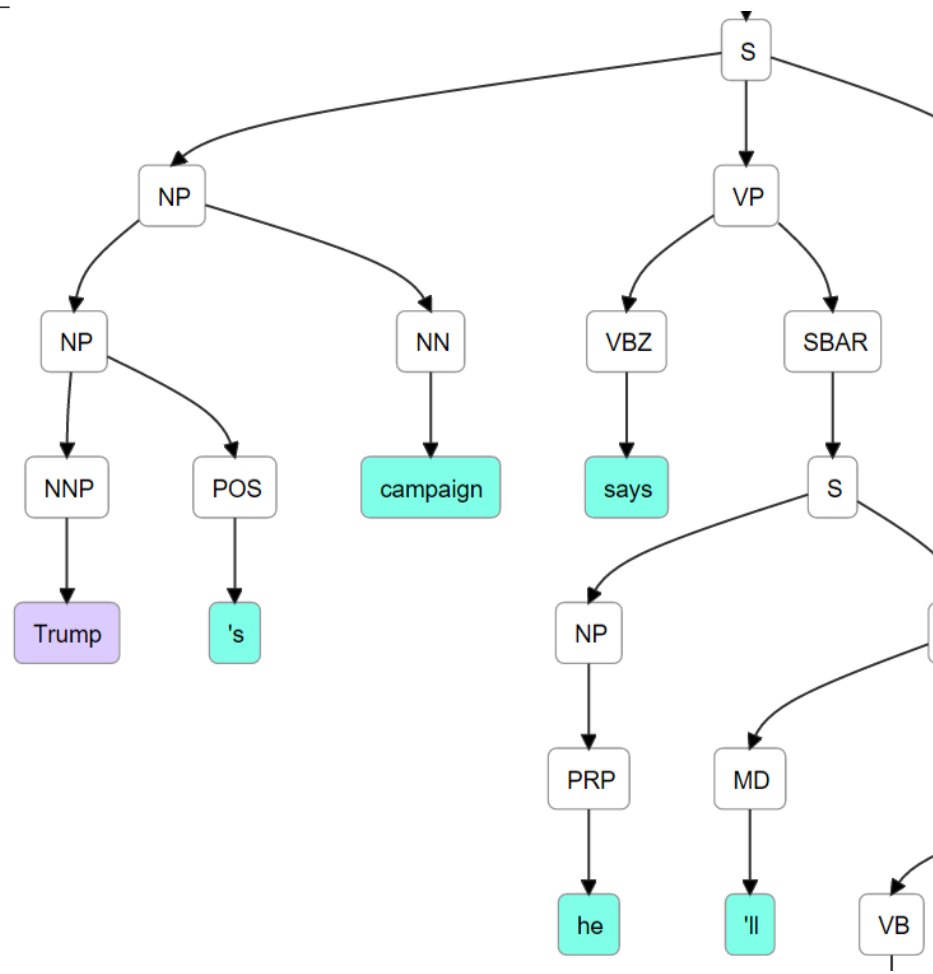 S
NP VP
NP NN VBZ SBAR
NNP POS campaign says S
Trump 's NP
PRP MD
he 'll VB